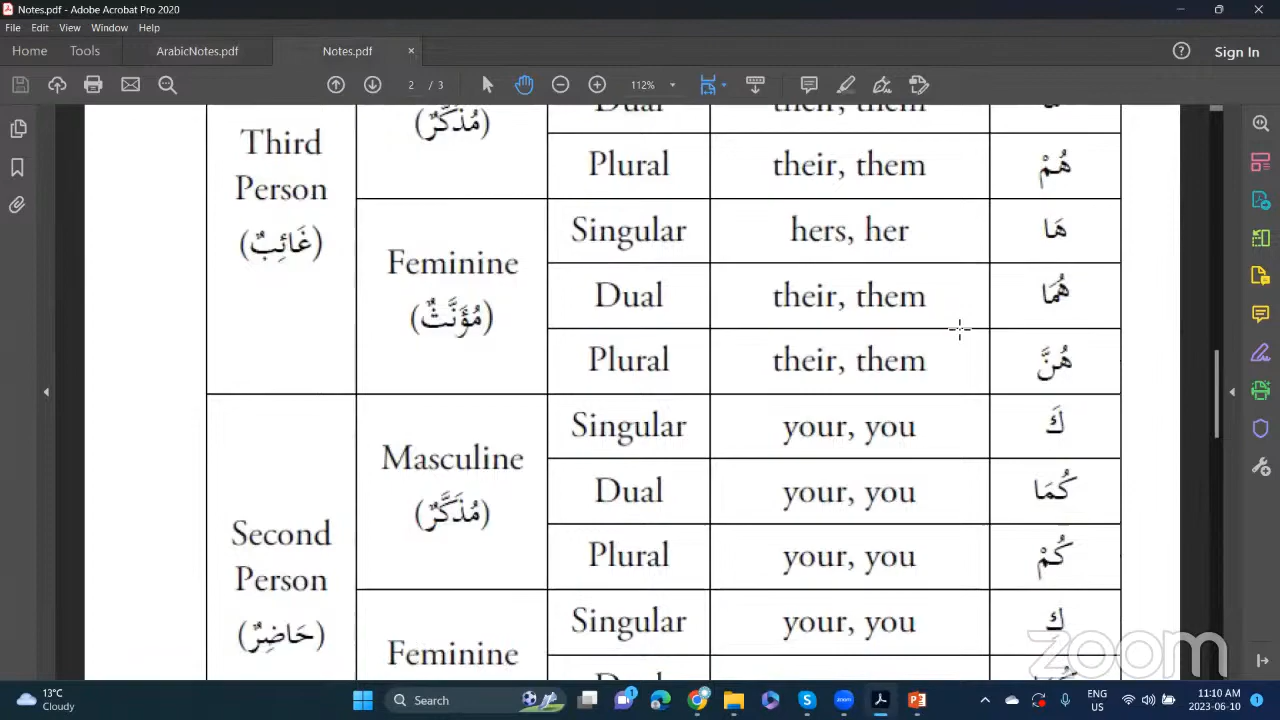 Notes.pdf - Adobe Acrobat Pro 2020
File Edit View Window Help
Home Tools ArabicNotes.pdf Notes.pdf × Sign In
2 / 3 112%
Dual their, them
Third Person (غَائِبٌ)
(مُذَكَّرٌ)
Plural their, them هُمْ
Feminine (مُؤَنَّثٌ)
Singular hers, her هَا
Dual their, them هُمَا
Plural their, them هُنَّ
Second Person (حَاضِرٌ)
Masculine (مُذَكَّرٌ)
Singular your, you كَ
Dual your, you كُمَا
Plural your, you كُمْ
Feminine
Singular your, you كِ
Dual
zoom
13°C
Cloudy
Search
ENG
US
11:10 AM
2023-06-10